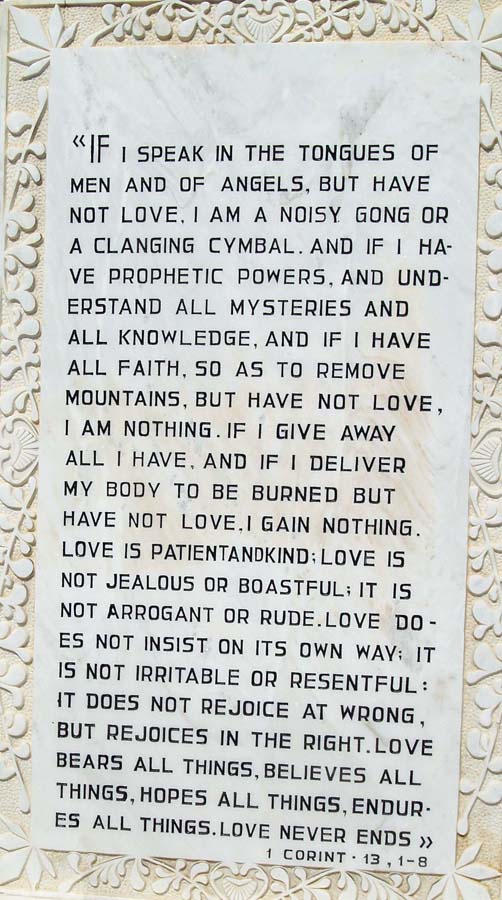 «IF I SPEAK IN THE TONGUES OF
MEN AND OF ANGELS, BUT HAVE
NOT LOVE, I AM A NOISY GONG OR
A CLANGING CYMBAL. AND IF I HA-
VE PROPHETIC POWERS, AND UND-
ERSTAND ALL MYSTERIES AND
ALL KNOWLEDGE, AND IF I HAVE
ALL FAITH, SO AS TO REMOVE
MOUNTAINS, BUT HAVE NOT LOVE,
I AM NOTHING. IF I GIVE AWAY
ALL I HAVE, AND IF I DELIVER
MY BODY TO BE BURNED BUT
HAVE NOT LOVE, I GAIN NOTHING.
LOVE IS PATIENTANDKIND; LOVE IS
NOT JEALOUS OR BOASTFUL; IT IS
NOT ARROGANT OR RUDE. LOVE DO-
ES NOT INSIST ON ITS OWN WAY; IT
IS NOT IRRITABLE OR RESENTFUL:
IT DOES NOT REJOICE AT WRONG,
BUT REJOICES IN THE RIGHT. LOVE
BEARS ALL THINGS, BELIEVES ALL
THINGS, HOPES ALL THINGS, ENDUR-
ES ALL THINGS. LOVE NEVER ENDS»
1 CORINT · 13, 1-8